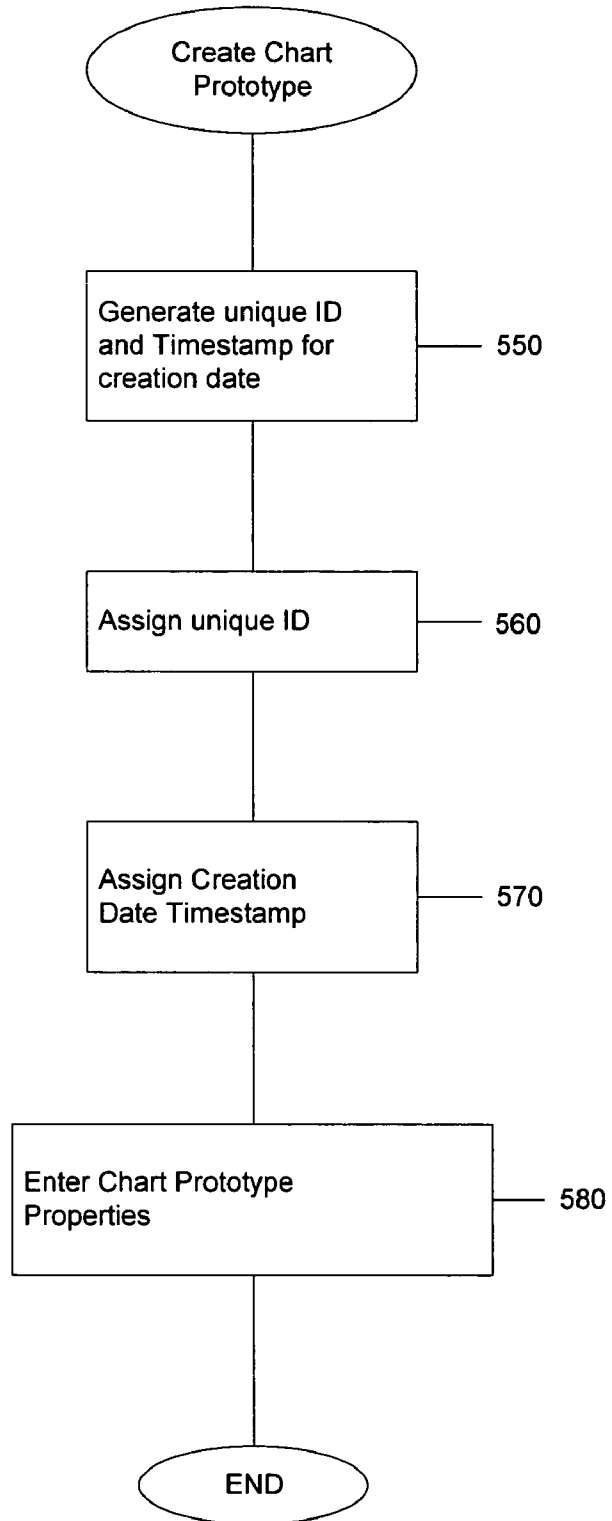 Create Chart
Prototype
Generate unique ID
and Timestamp for
creation date
550
Assign unique ID
560
Assign Creation
Date Timestamp
570
Enter Chart Prototype
Properties
580
END